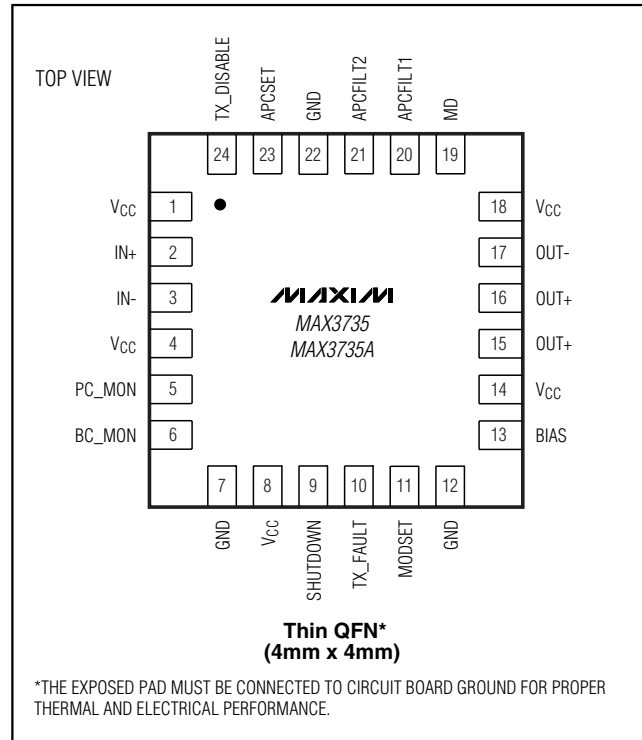 TOP VIEW
TX_DISABLE
APCSET
GND
APCFILT2
APCFILT1
MD
24
23
22
21
20
19
VCC 1
IN+ 2
IN- 3
VCC 4
PC_MON 5
BC_MON 6
18 VCC
17 OUT-
16 OUT+
15 OUT+
14 VCC
13 BIAS
MAXIM
MAX3735
MAX3735A
7
8
9
10
11
12
GND
VCC
SHUTDOWN
TX_FAULT
MODSET
GND
Thin QFN*
(4mm x 4mm)
*THE EXPOSED PAD MUST BE CONNECTED TO CIRCUIT BOARD GROUND FOR PROPER
THERMAL AND ELECTRICAL PERFORMANCE.